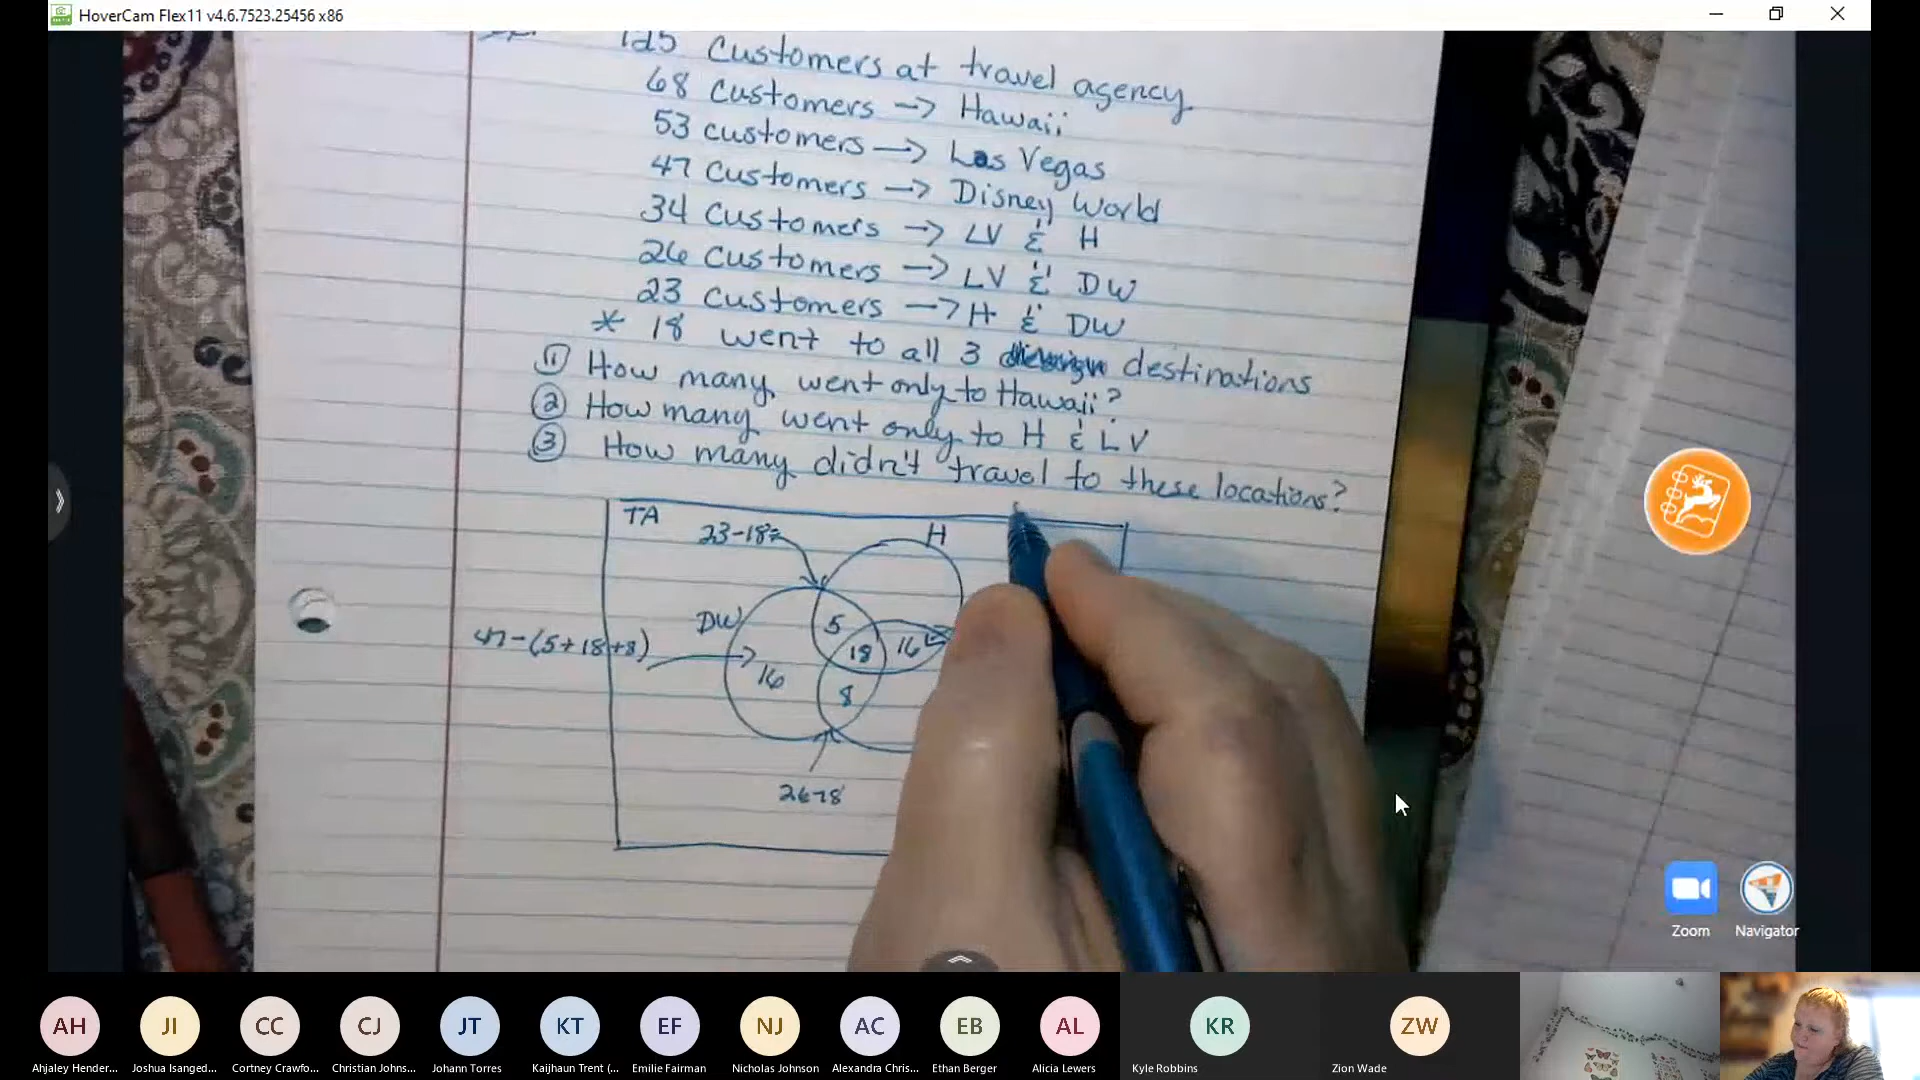 HoverCam Flex11 v4.6.7523.25456 x86
125 Customers at travel agency
68 customers → Hawaii
53 customers → Las Vegas
47 Customers → Disney World
34 Customers → LV & H
26 Customers → LV & DW
23 customers → H & DW
* 18 went to all 3 destinations
① How many went only to Hawaii?
② How many went only to H & LV
③ How many didn't travel to these locations?
TA
23-18=
H
DW
5
47-(5+18+8)
18
16
16
8
26-18
Zoom
Navigator
AH
JI
CC
CJ
JT
KT
EF
NJ
AC
EB
AL
KR
ZW
Ahjaley Hender...
Joshua Isanged...
Cortney Crawfo...
Christian Johns...
Johann Torres
Kaijhaun Trent (...
Emilie Fairman
Nicholas Johnson
Alexandra Chris...
Ethan Berger
Alicia Lewers
Kyle Robbins
Zion Wade